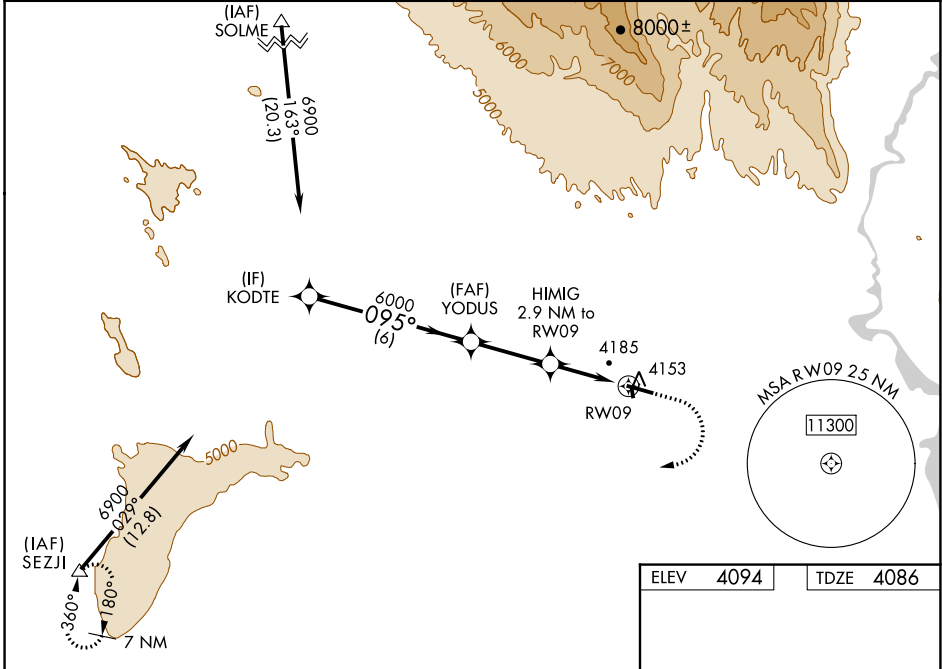 (IAF)
SOLME
8000±
6000
7000
5000
6900
163°
(20.3)
(IF)
KODTE
6000
095°
(6)
(FAF)
YODUS
HIMIG
2.9 NM to
RW09
4185
4153
RW09
MSA RW09 25 NM
11300
5000
6900
029°
(12.8)
(IAF)
SEZJI
360°
180°
7 NM
ELEV 4094
TDZE 4086